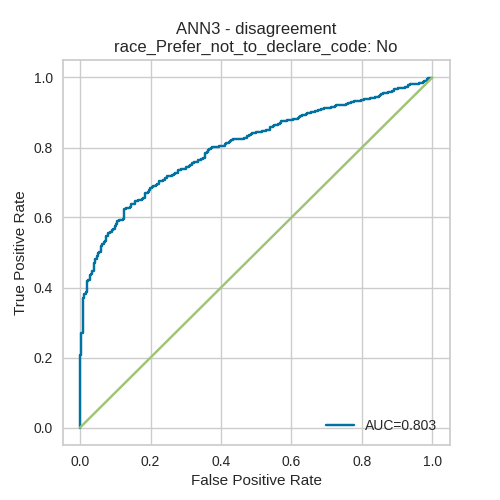 ANN3 - disagreement
race_Prefer_not_to_declare_code: No
True Positive Rate
1.0
0.8
0.6
0.4
0.2
0.0
AUC=0.803
0.0 0.2 0.4 0.6 0.8 1.0
False Positive Rate